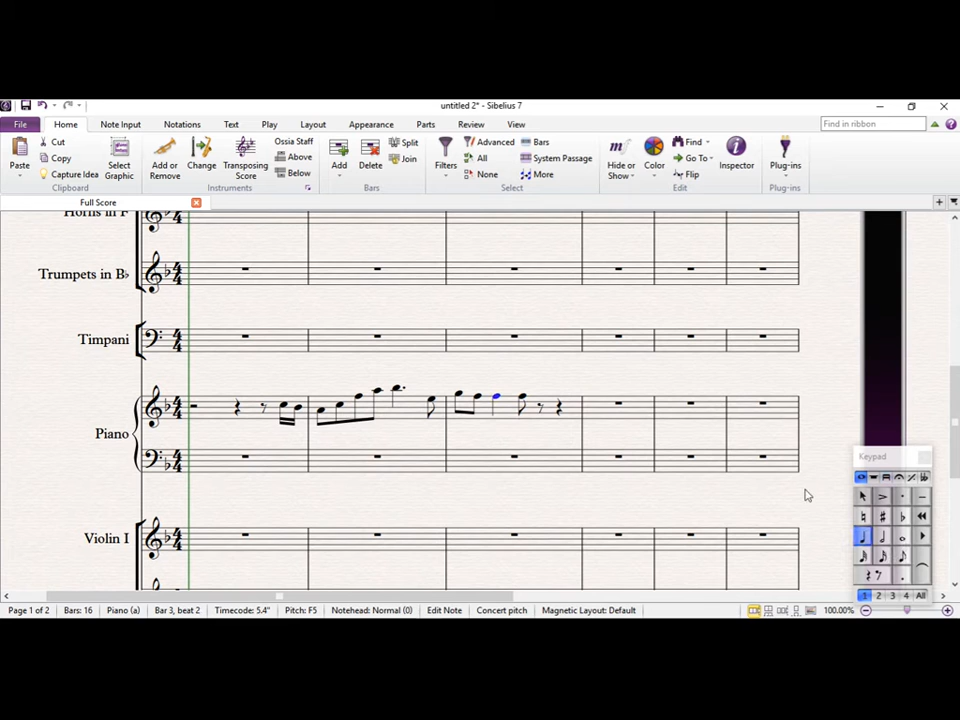 untitled 2* - Sibelius 7
File Home Note Input Notations Text Play Layout Appearance Parts Review View Find in ribbon
Paste Cut Copy Capture Idea Select Graphic Clipboard
Add or Remove Change Transposing Score Ossia Staff Above Below Instruments
Add Delete Split Join Bars
Filters Advanced All None Bars System Passage More Select
Hide or Show Color Find Go To Flip Inspector Edit
Plug-ins Plug-ins
Full Score
Horns in F
Trumpets in B♭
Timpani
Piano
Keypad
Violin I
1 2 3 4 All
Page 1 of 2 Bars: 16 Piano (a) Bar 3, beat 2 Timecode: 5.4" Pitch: F5 Notehead: Normal (0) Edit Note Concert pitch Magnetic Layout: Default 100.00%